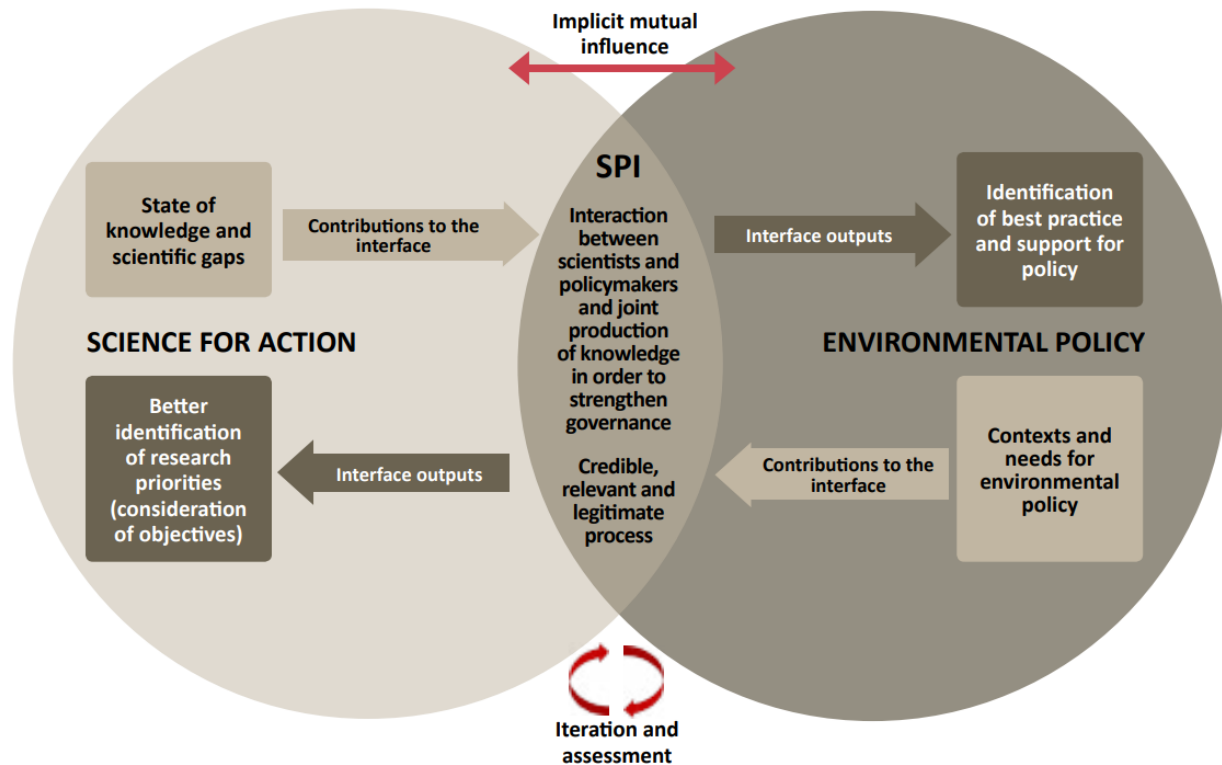 Implicit mutual
influence
State of
knowledge and
scientific gaps
Contributions to the
interface
SPI
Interaction
between
scientists and
policymakers
and joint
production
of knowledge
in order to
strengthen
governance
Credible,
relevant and
legitimate
process
Interface outputs
Identification
of best practice
and support for
policy
SCIENCE FOR ACTION
ENVIRONMENTAL POLICY
Better
identification
of research
priorities
(consideration
of objectives)
Interface outputs
Contributions to the
interface
Contexts and
needs for
environmental
policy
Iteration and
assessment